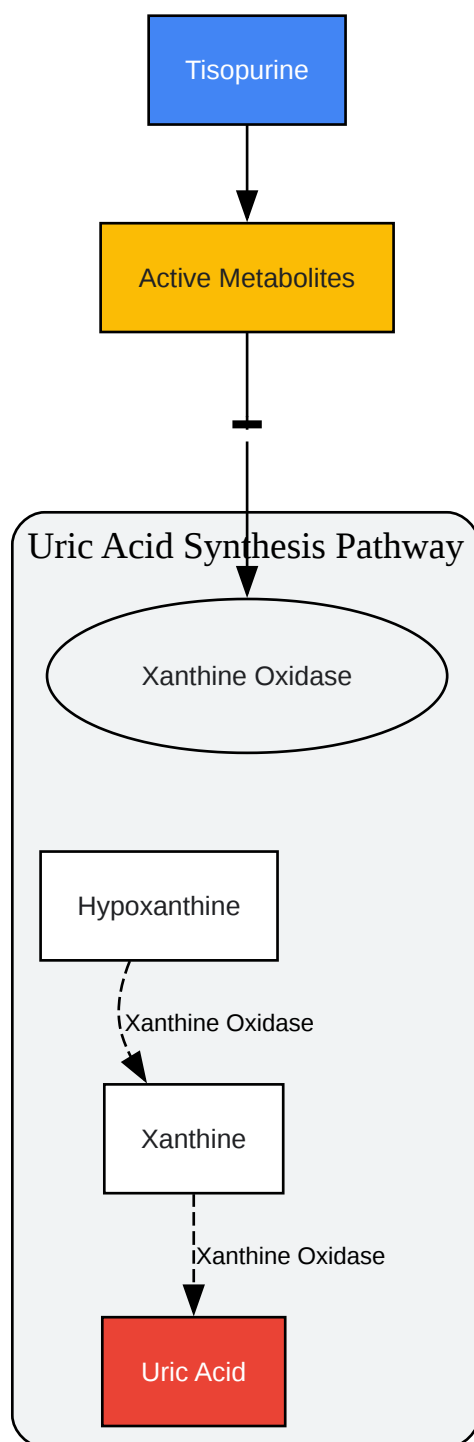 Tisopurine
Active Metabolites
Uric Acid Synthesis Pathway
Xanthine Oxidase
Hypoxanthine
Xanthine Oxidase
Xanthine
Xanthine Oxidase
Uric Acid